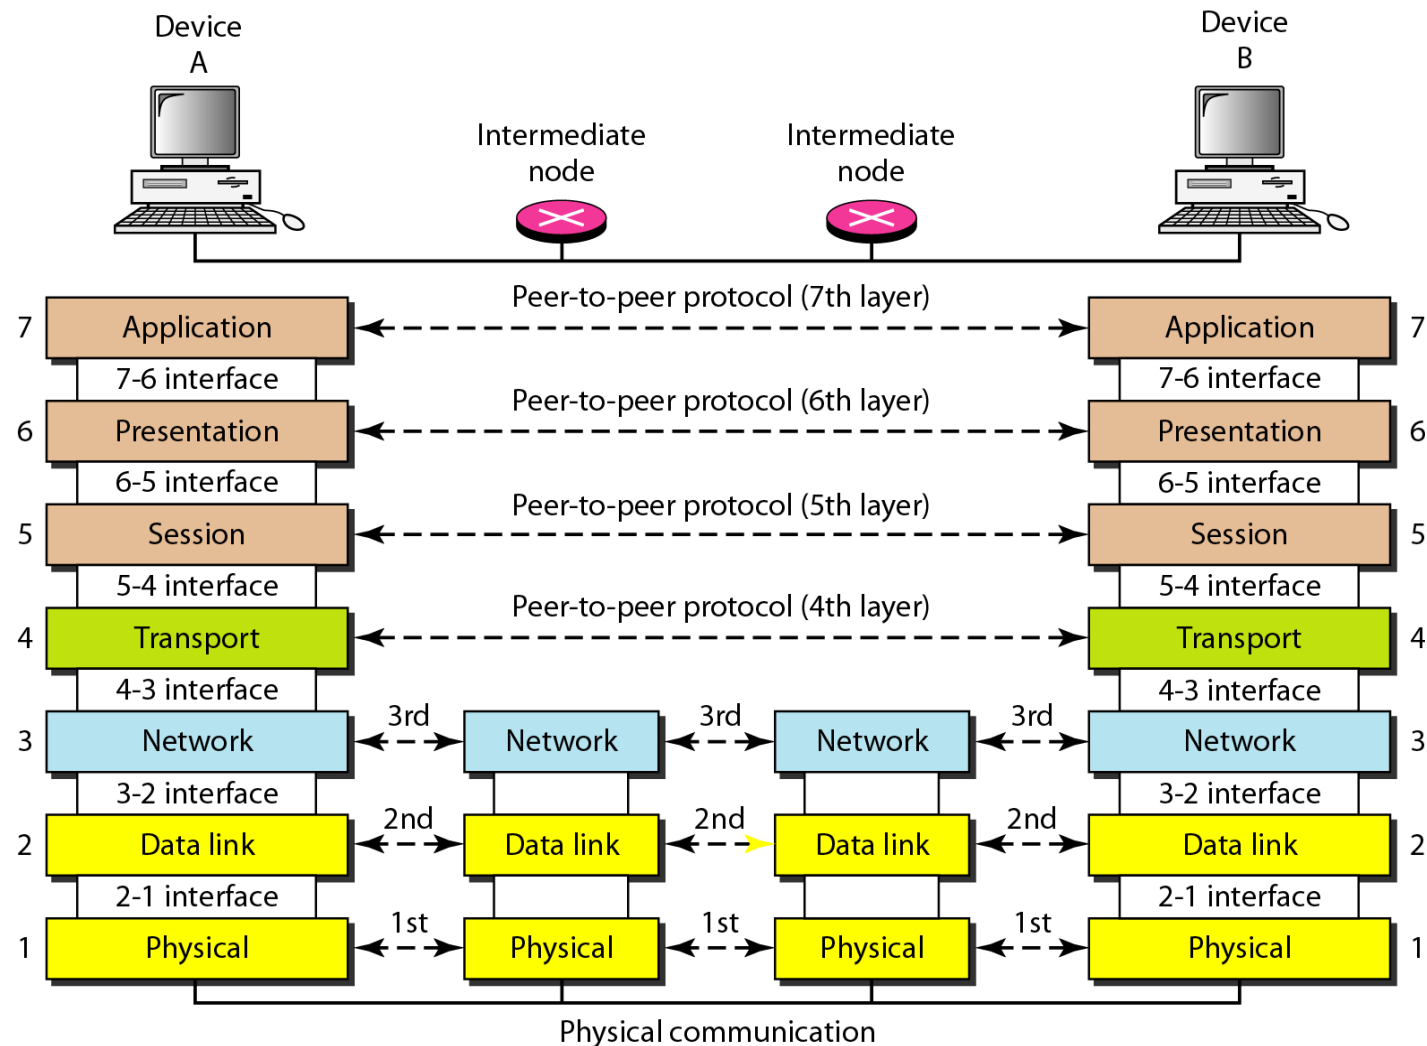 Device
A
Device
B
Intermediate
node
Intermediate
node
Peer-to-peer protocol (7th layer)
7 Application Application 7
7-6 interface 7-6 interface
Peer-to-peer protocol (6th layer)
6 Presentation Presentation 6
6-5 interface 6-5 interface
Peer-to-peer protocol (5th layer)
5 Session Session 5
5-4 interface 5-4 interface
Peer-to-peer protocol (4th layer)
4 Transport Transport 4
4-3 interface 4-3 interface
3rd 3rd 3rd
3 Network Network Network Network 3
3-2 interface 3-2 interface
2nd 2nd 2nd
2 Data link Data link Data link Data link 2
2-1 interface 2-1 interface
1st 1st 1st
1 Physical Physical Physical Physical 1
Physical communication